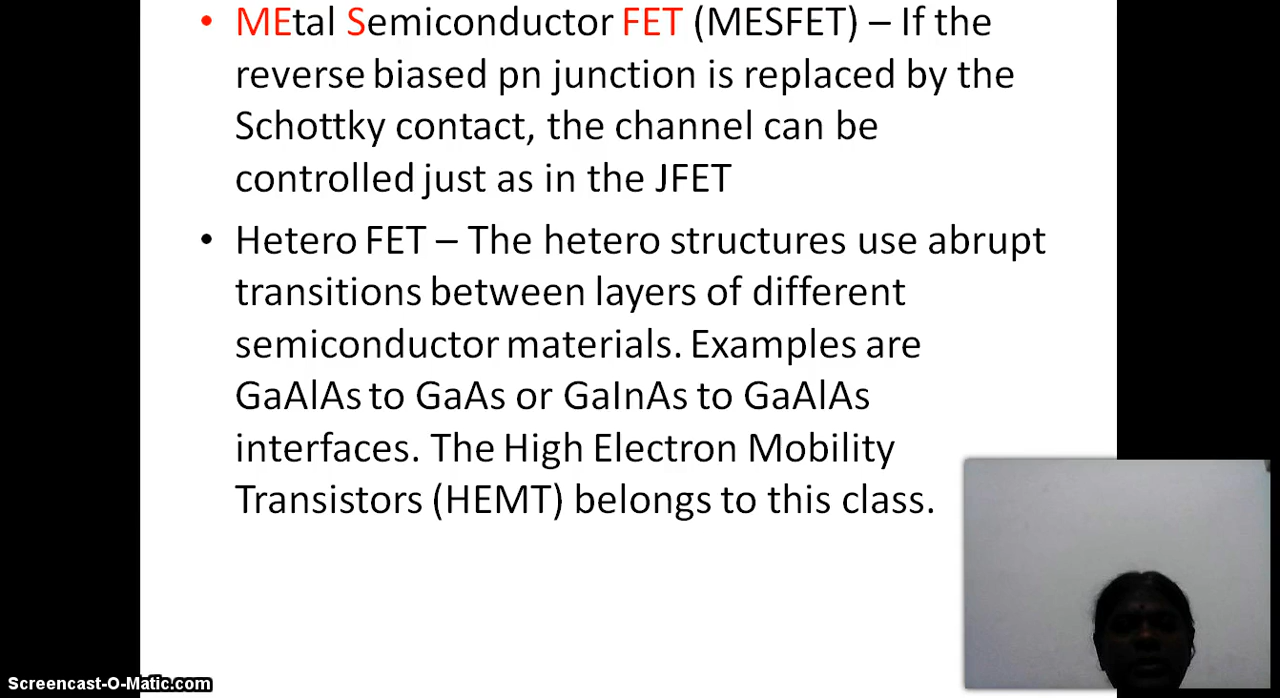 • MEtal Semiconductor FET (MESFET) – If the
reverse biased pn junction is replaced by the
Schottky contact, the channel can be
controlled just as in the JFET
• Hetero FET – The hetero structures use abrupt
transitions between layers of different
semiconductor materials. Examples are
GaAlAs to GaAs or GaInAs to GaAlAs
interfaces. The High Electron Mobility
Transistors (HEMT) belongs to this class.
Screencast-O-Matic.com